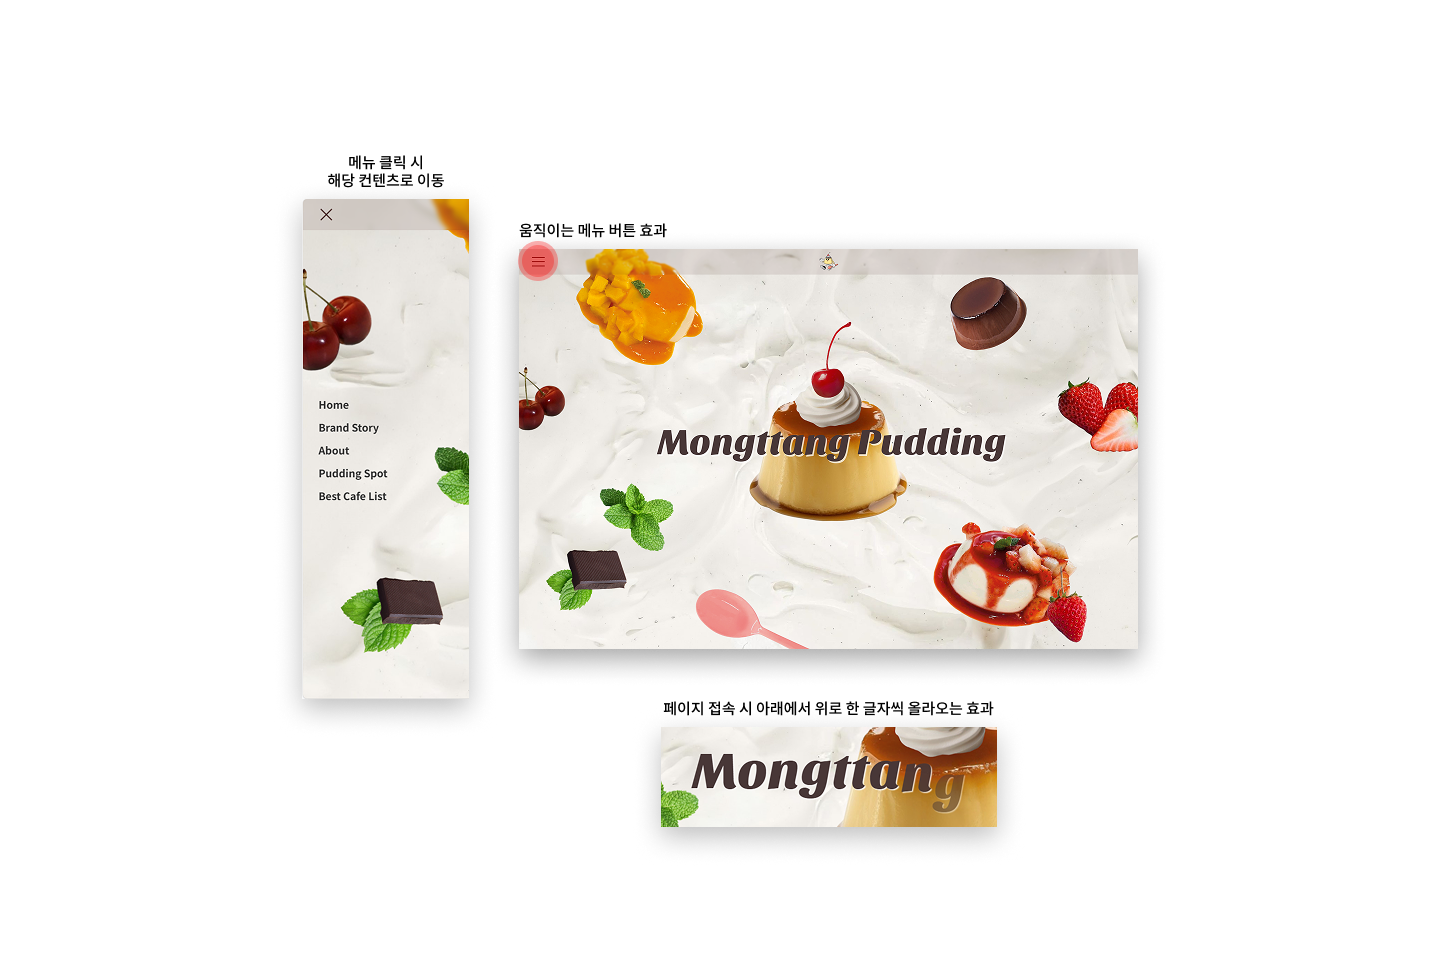 메뉴 클릭 시
해당 컨텐츠로 이동
Home
Brand Story
About
Pudding Spot
Best Cafe List
움직이는 메뉴 버튼 효과
Mongttang Pudding
페이지 접속 시 아래에서 위로 한 글자씩 올라오는 효과
Mongttang